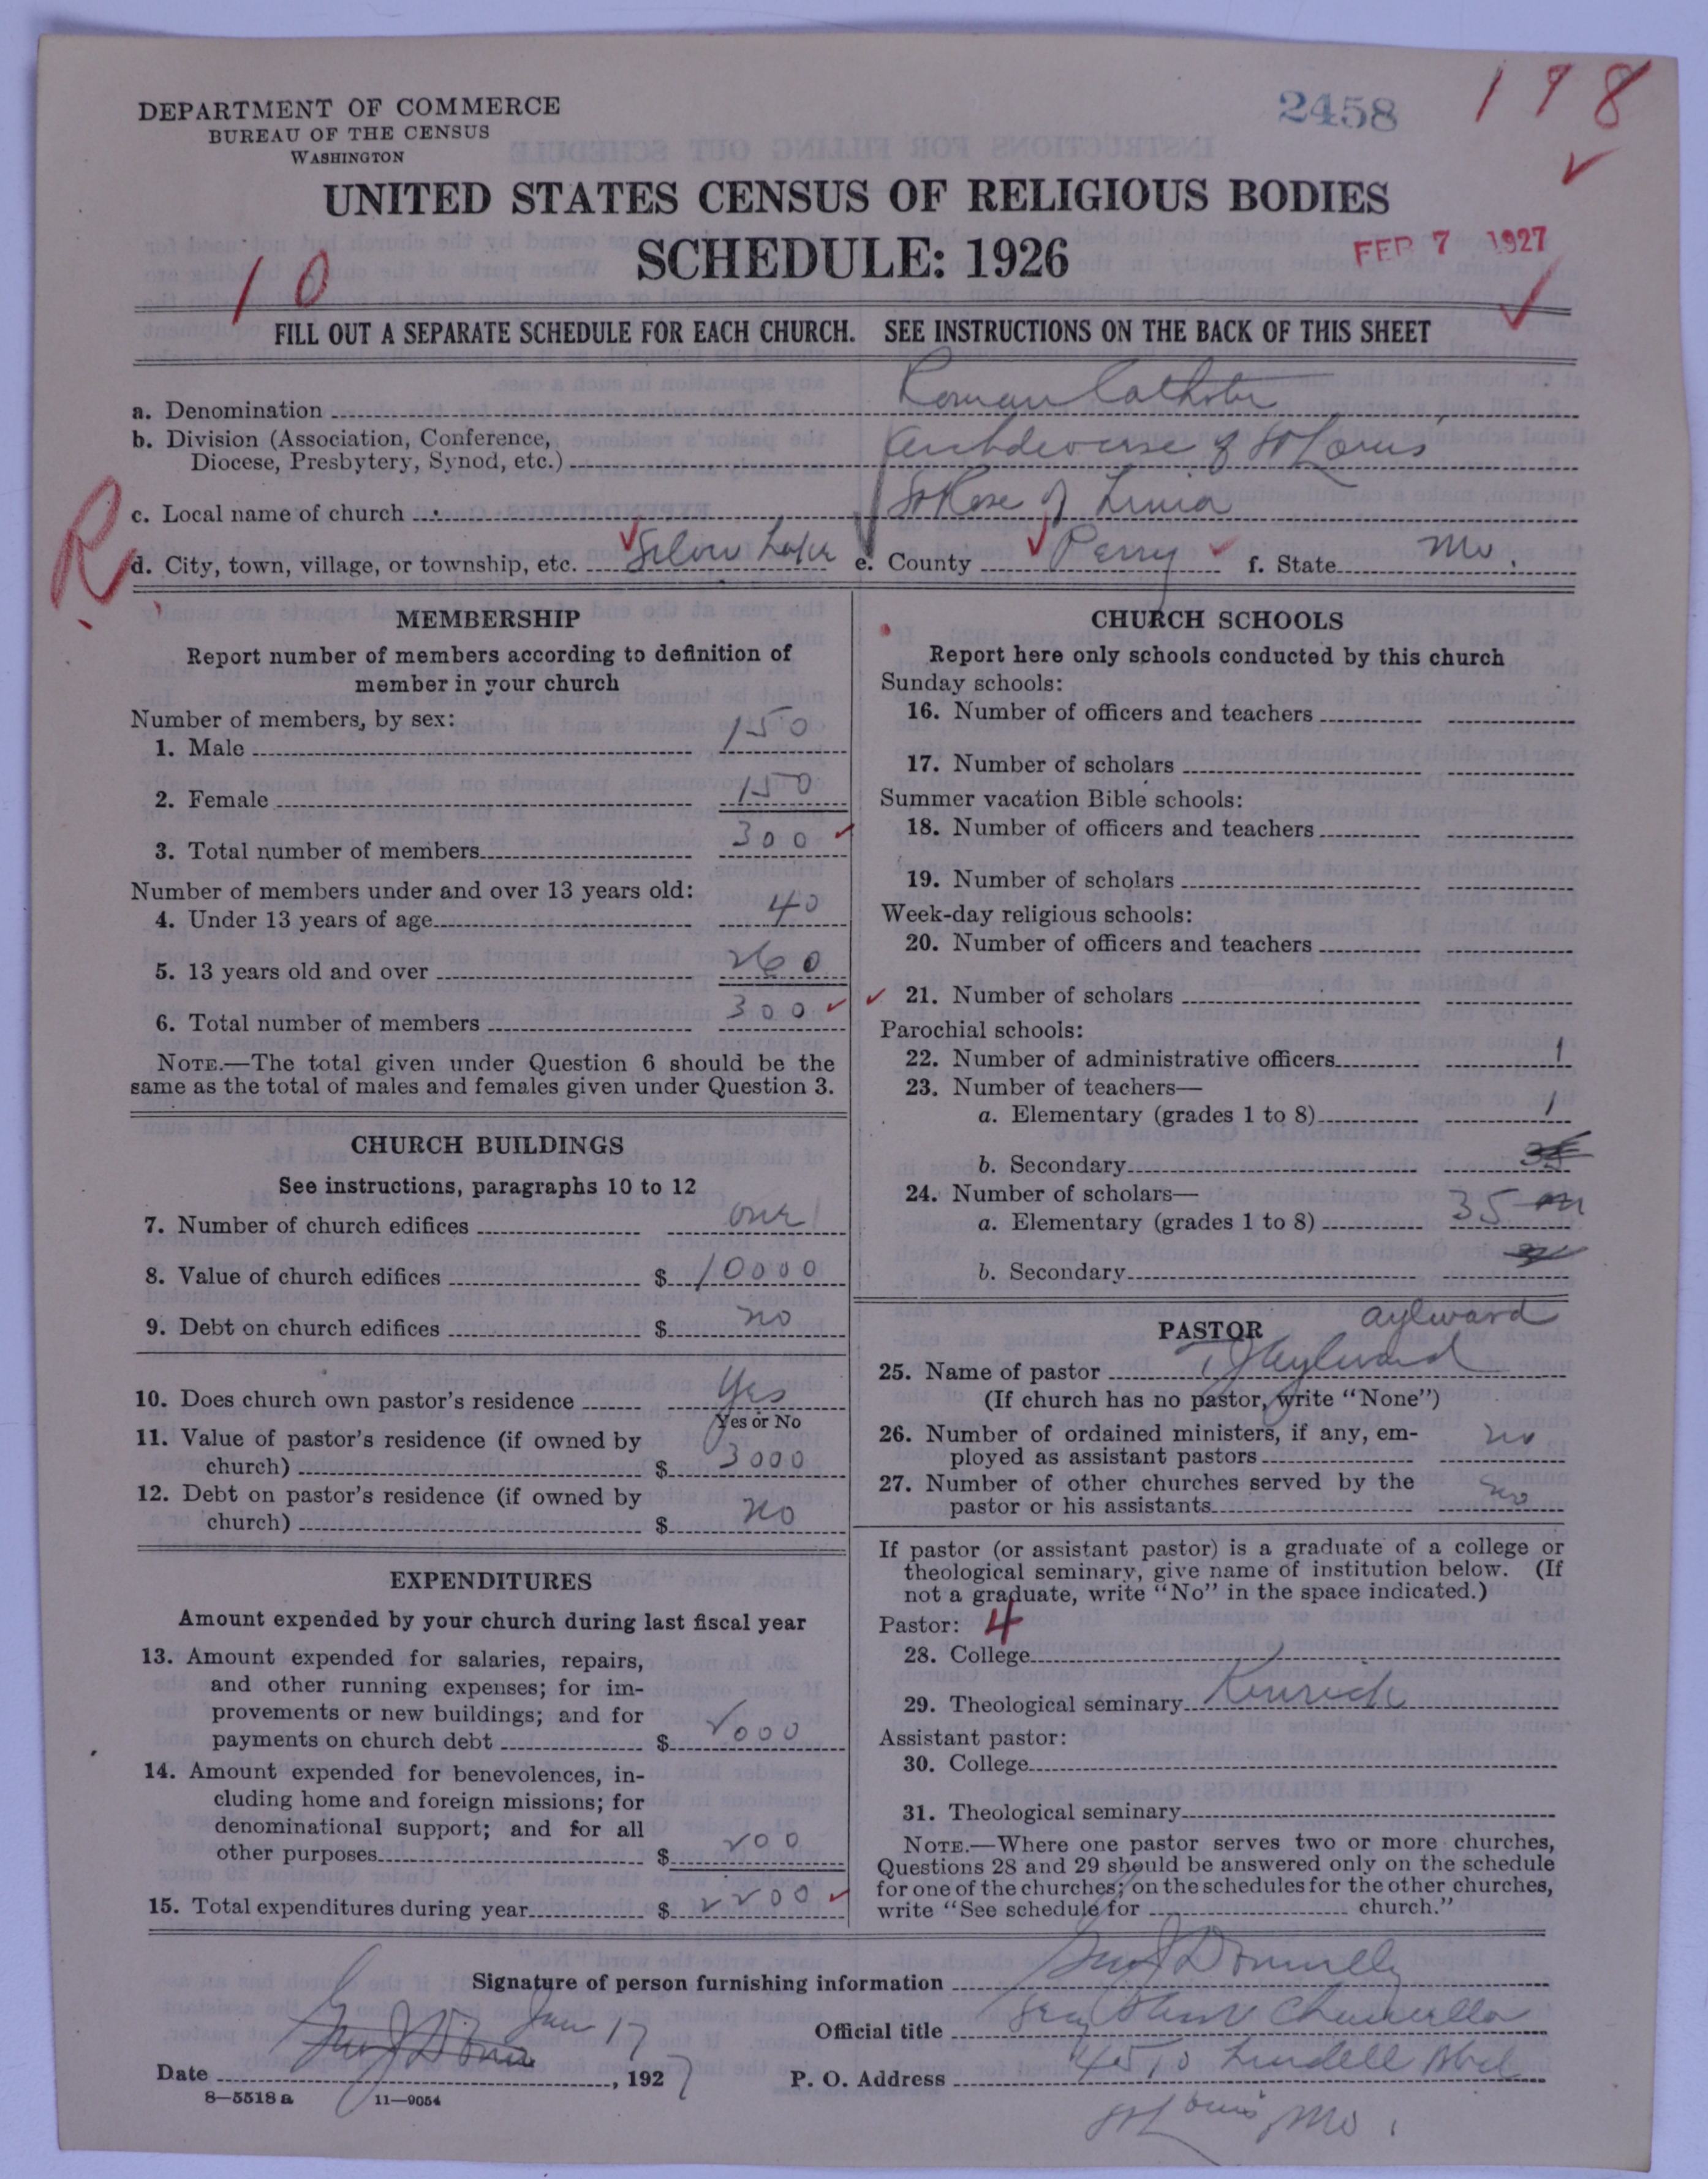 DEPARTMENT OF COMMERCE
BUREAU OF THE CENSUS
WASHINGTON
2458
198
UNITED STATES CENSUS OF RELIGIOUS BODIES
SCHEDULE: 1926
FEB 7 1927
10
FILL OUT A SEPARATE SCHEDULE FOR EACH CHURCH. SEE INSTRUCTIONS ON THE BACK OF THIS SHEET
a. Denomination Roman Catholic
b. Division (Association, Conference,
Diocese, Presbytery, Synod, etc.) Archdiocese of St Louis
c. Local name of church St Rose of Lima
R
d. City, town, village, or township, etc. Silver Lake e. County Perry f. State Mo.
MEMBERSHIP
Report number of members according to definition of
member in your church
Number of members, by sex:
1. Male 150
2. Female 150
3. Total number of members 300
Number of members under and over 13 years old:
4. Under 13 years of age 40
5. 13 years old and over 260
6. Total number of members 300
NOTE.—The total given under Question 6 should be the
same as the total of males and females given under Question 3.
CHURCH BUILDINGS
See instructions, paragraphs 10 to 12
7. Number of church edifices one
8. Value of church edifices $ 10000
9. Debt on church edifices $ no
10. Does church own pastor's residence Yes
Yes or No
11. Value of pastor's residence (if owned by
church) $ 3000
12. Debt on pastor's residence (if owned by
church) $ no
EXPENDITURES
Amount expended by your church during last fiscal year
13. Amount expended for salaries, repairs,
and other running expenses; for im-
provements or new buildings; and for
payments on church debt $ 2000
14. Amount expended for benevolences, in-
cluding home and foreign missions; for
denominational support; and for all
other purposes $ 200
15. Total expenditures during year $ 2200
CHURCH SCHOOLS
Report here only schools conducted by this church
Sunday schools:
16. Number of officers and teachers
17. Number of scholars
Summer vacation Bible schools:
18. Number of officers and teachers
19. Number of scholars
Week-day religious schools:
20. Number of officers and teachers
21. Number of scholars
Parochial schools:
22. Number of administrative officers 1
23. Number of teachers—
a. Elementary (grades 1 to 8) 1
b. Secondary
24. Number of scholars—
a. Elementary (grades 1 to 8) 35
b. Secondary
PASTOR aylward
25. Name of pastor T J Aylward
(If church has no pastor, write "None")
26. Number of ordained ministers, if any, em-
ployed as assistant pastors no
27. Number of other churches served by the
pastor or his assistants no
If pastor (or assistant pastor) is a graduate of a college or
theological seminary, give name of institution below. (If
not a graduate, write "No" in the space indicated.)
Pastor: 4
28. College
29. Theological seminary Kenrick
Assistant pastor:
30. College
31. Theological seminary
NOTE.—Where one pastor serves two or more churches,
Questions 28 and 29 should be answered only on the schedule
for one of the churches; on the schedules for the other churches,
write "See schedule for church."
Signature of person furnishing information Geo J Donnelly
Official title
Date Jan 17, 1927 P. O. Address 4510 Lindell Blvd
St Louis, Mo.
8—5518 a 11—9054